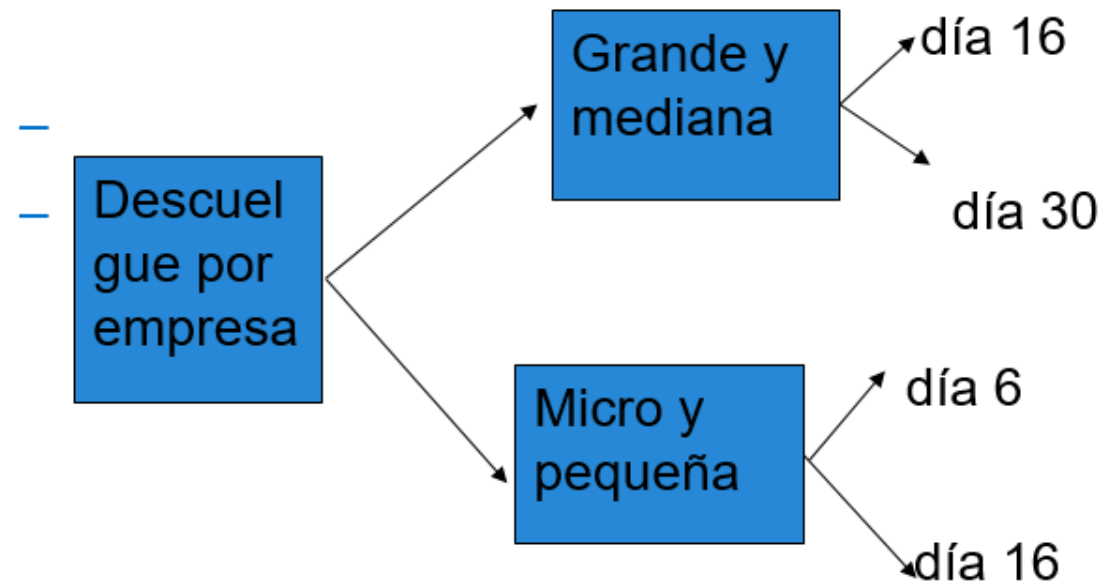 Descuel
gue por
empresa
Grande y
mediana
día 16
día 30
Micro y
pequeña
día 6
día 16